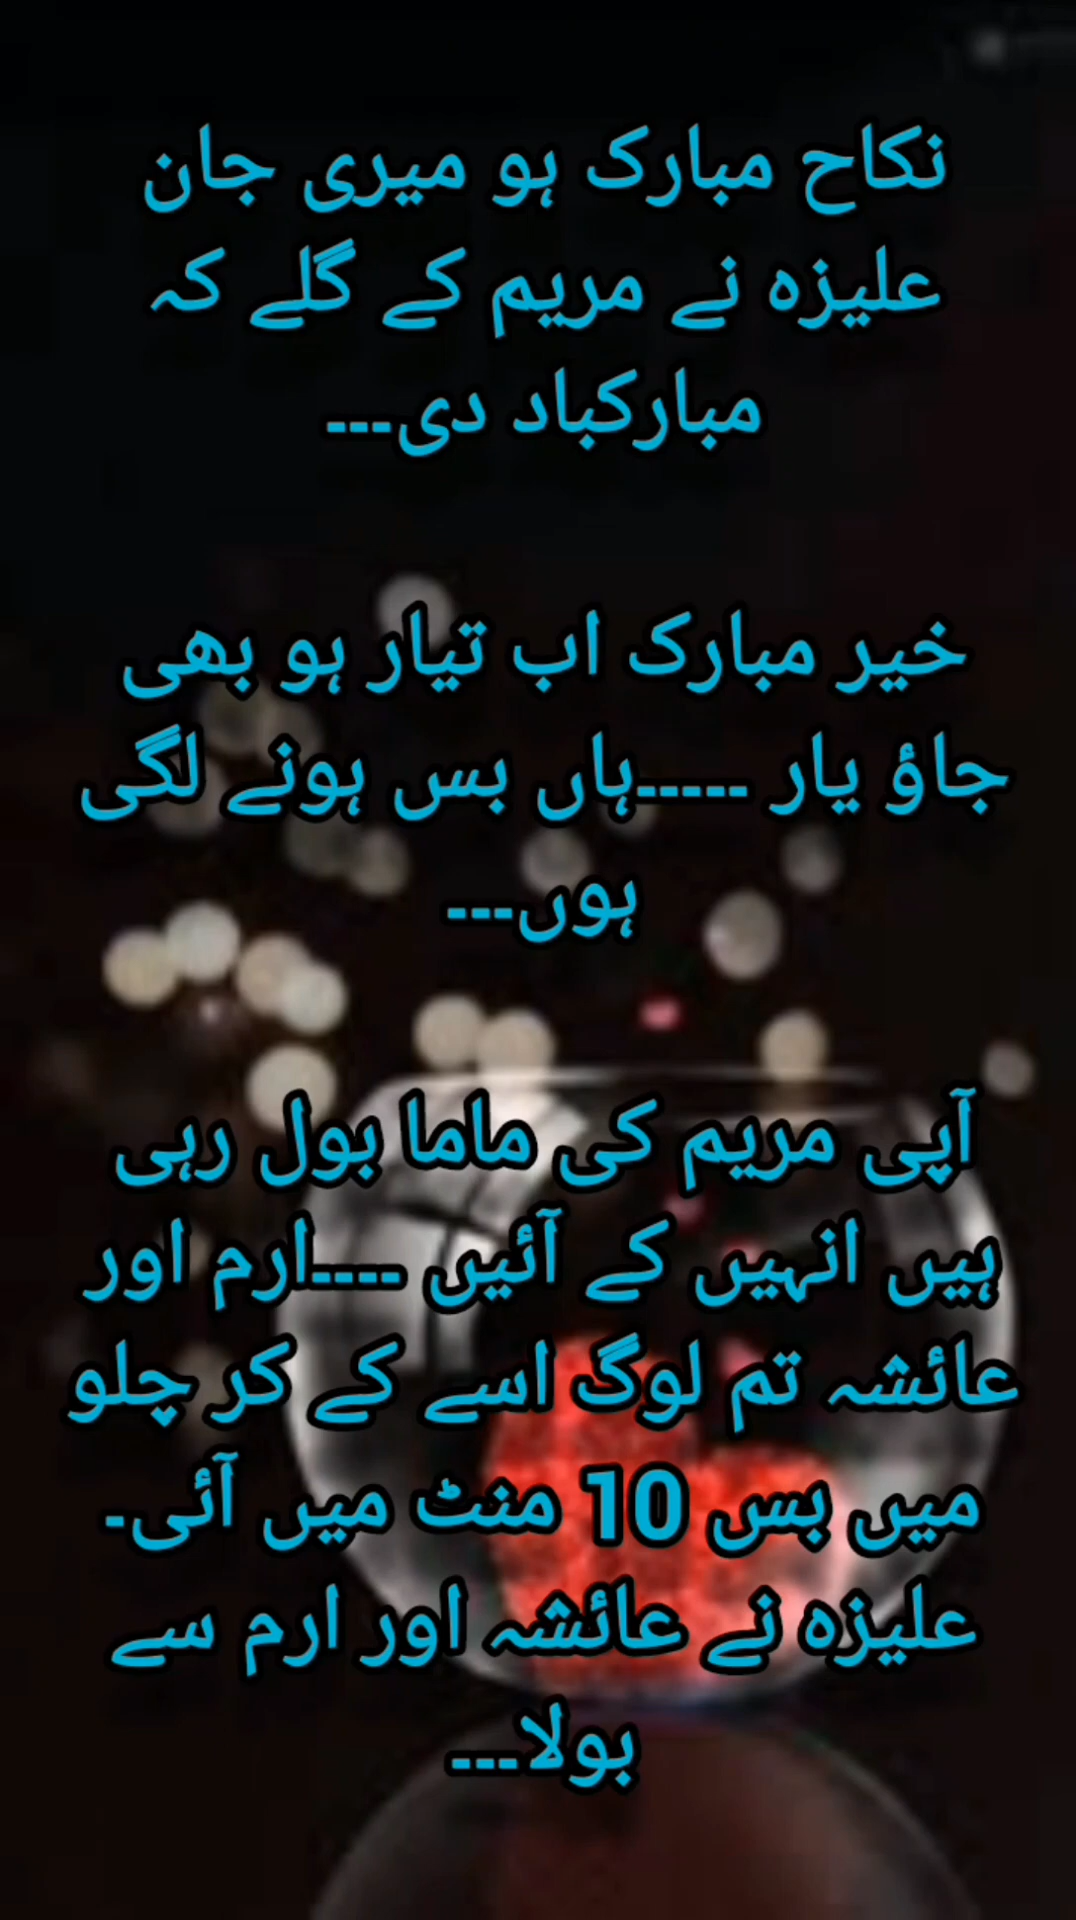 نکاح مبارک ہو میری جان
علیزہ نے مریم کے گلے کہ
مبارکباد دی---
خیر مبارک اب تیار ہو بھی
جاؤ یار -----ہاں بس ہونے لگی
ہوں---
آپی مریم کی ماما بول رہی
ہیں انہیں کے آئیں ----ارم اور
عائشہ تم لوگ اسے کے کر چلو
میں بس 10 منٹ میں آئی۔
علیزہ نے عائشہ اور ارم سے
بولا---